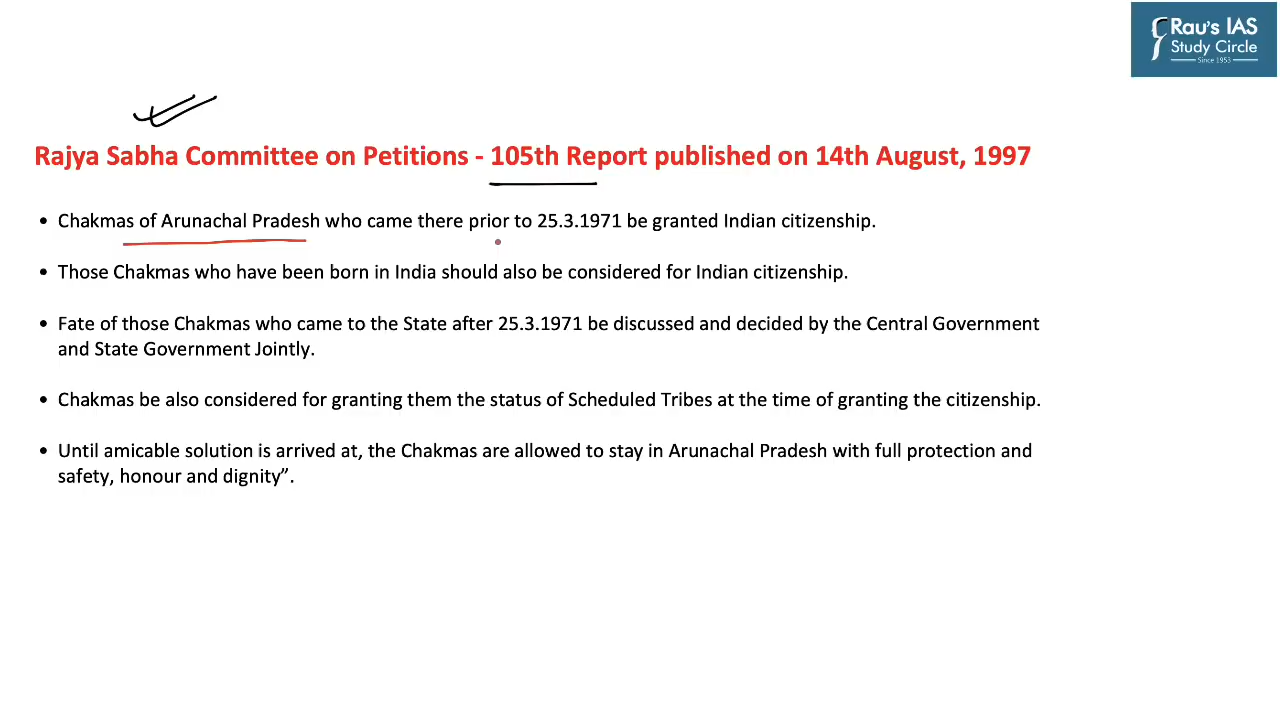 Rau's IAS
Study Circle
Since 1953
Rajya Sabha Committee on Petitions - 105th Report published on 14th August, 1997
• Chakmas of Arunachal Pradesh who came there prior to 25.3.1971 be granted Indian citizenship.
• Those Chakmas who have been born in India should also be considered for Indian citizenship.
• Fate of those Chakmas who came to the State after 25.3.1971 be discussed and decided by the Central Government
and State Government Jointly.
• Chakmas be also considered for granting them the status of Scheduled Tribes at the time of granting the citizenship.
• Until amicable solution is arrived at, the Chakmas are allowed to stay in Arunachal Pradesh with full protection and
safety, honour and dignity”.